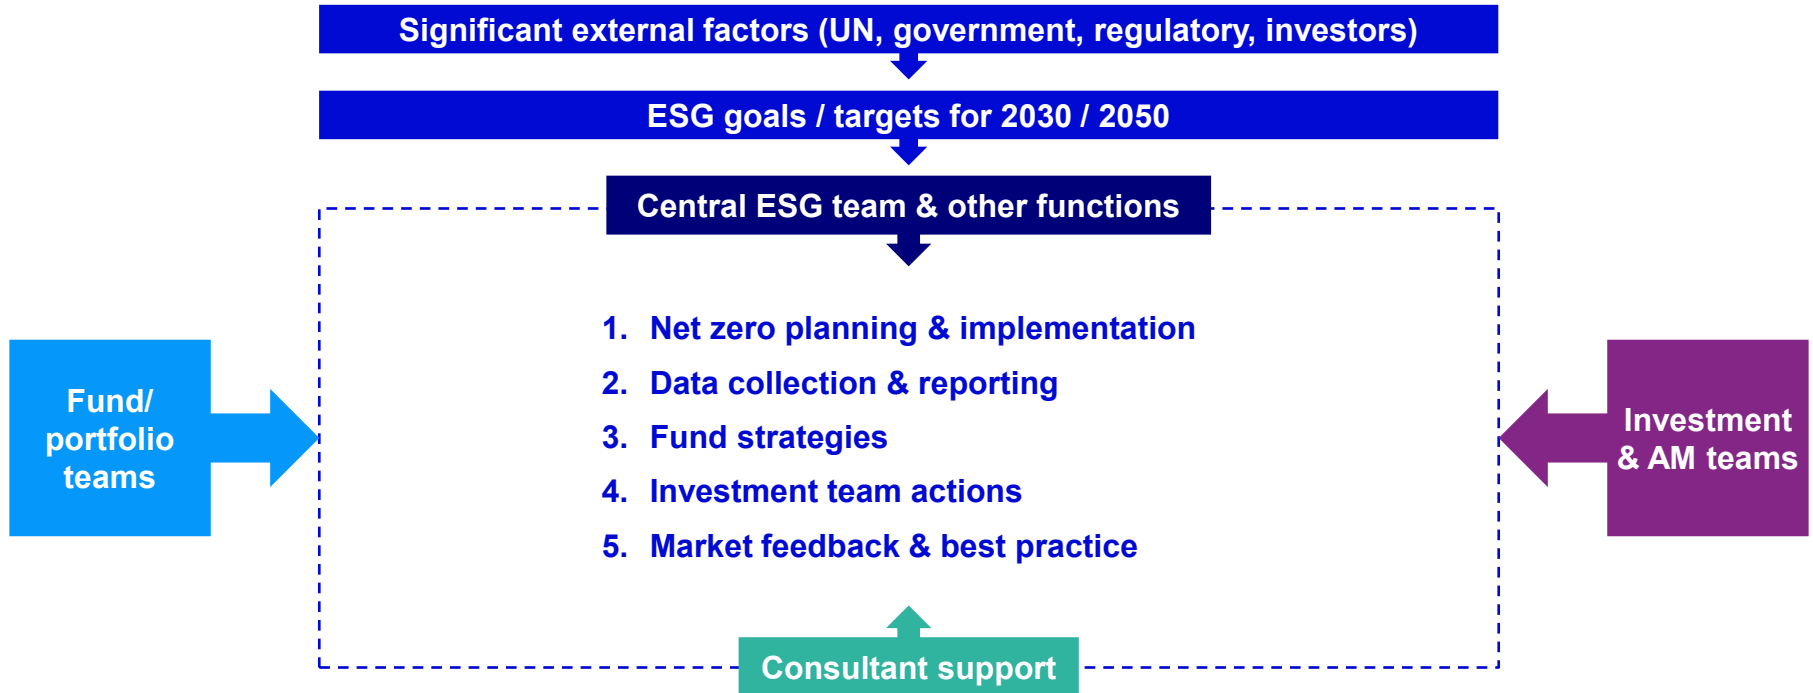 Significant external factors (UN, government, regulatory, investors)
ESG goals / targets for 2030 / 2050
Central ESG team & other functions
1. Net zero planning & implementation
2. Data collection & reporting
3. Fund strategies
4. Investment team actions
5. Market feedback & best practice
Fund/
portfolio
teams
Investment
& AM teams
Consultant support